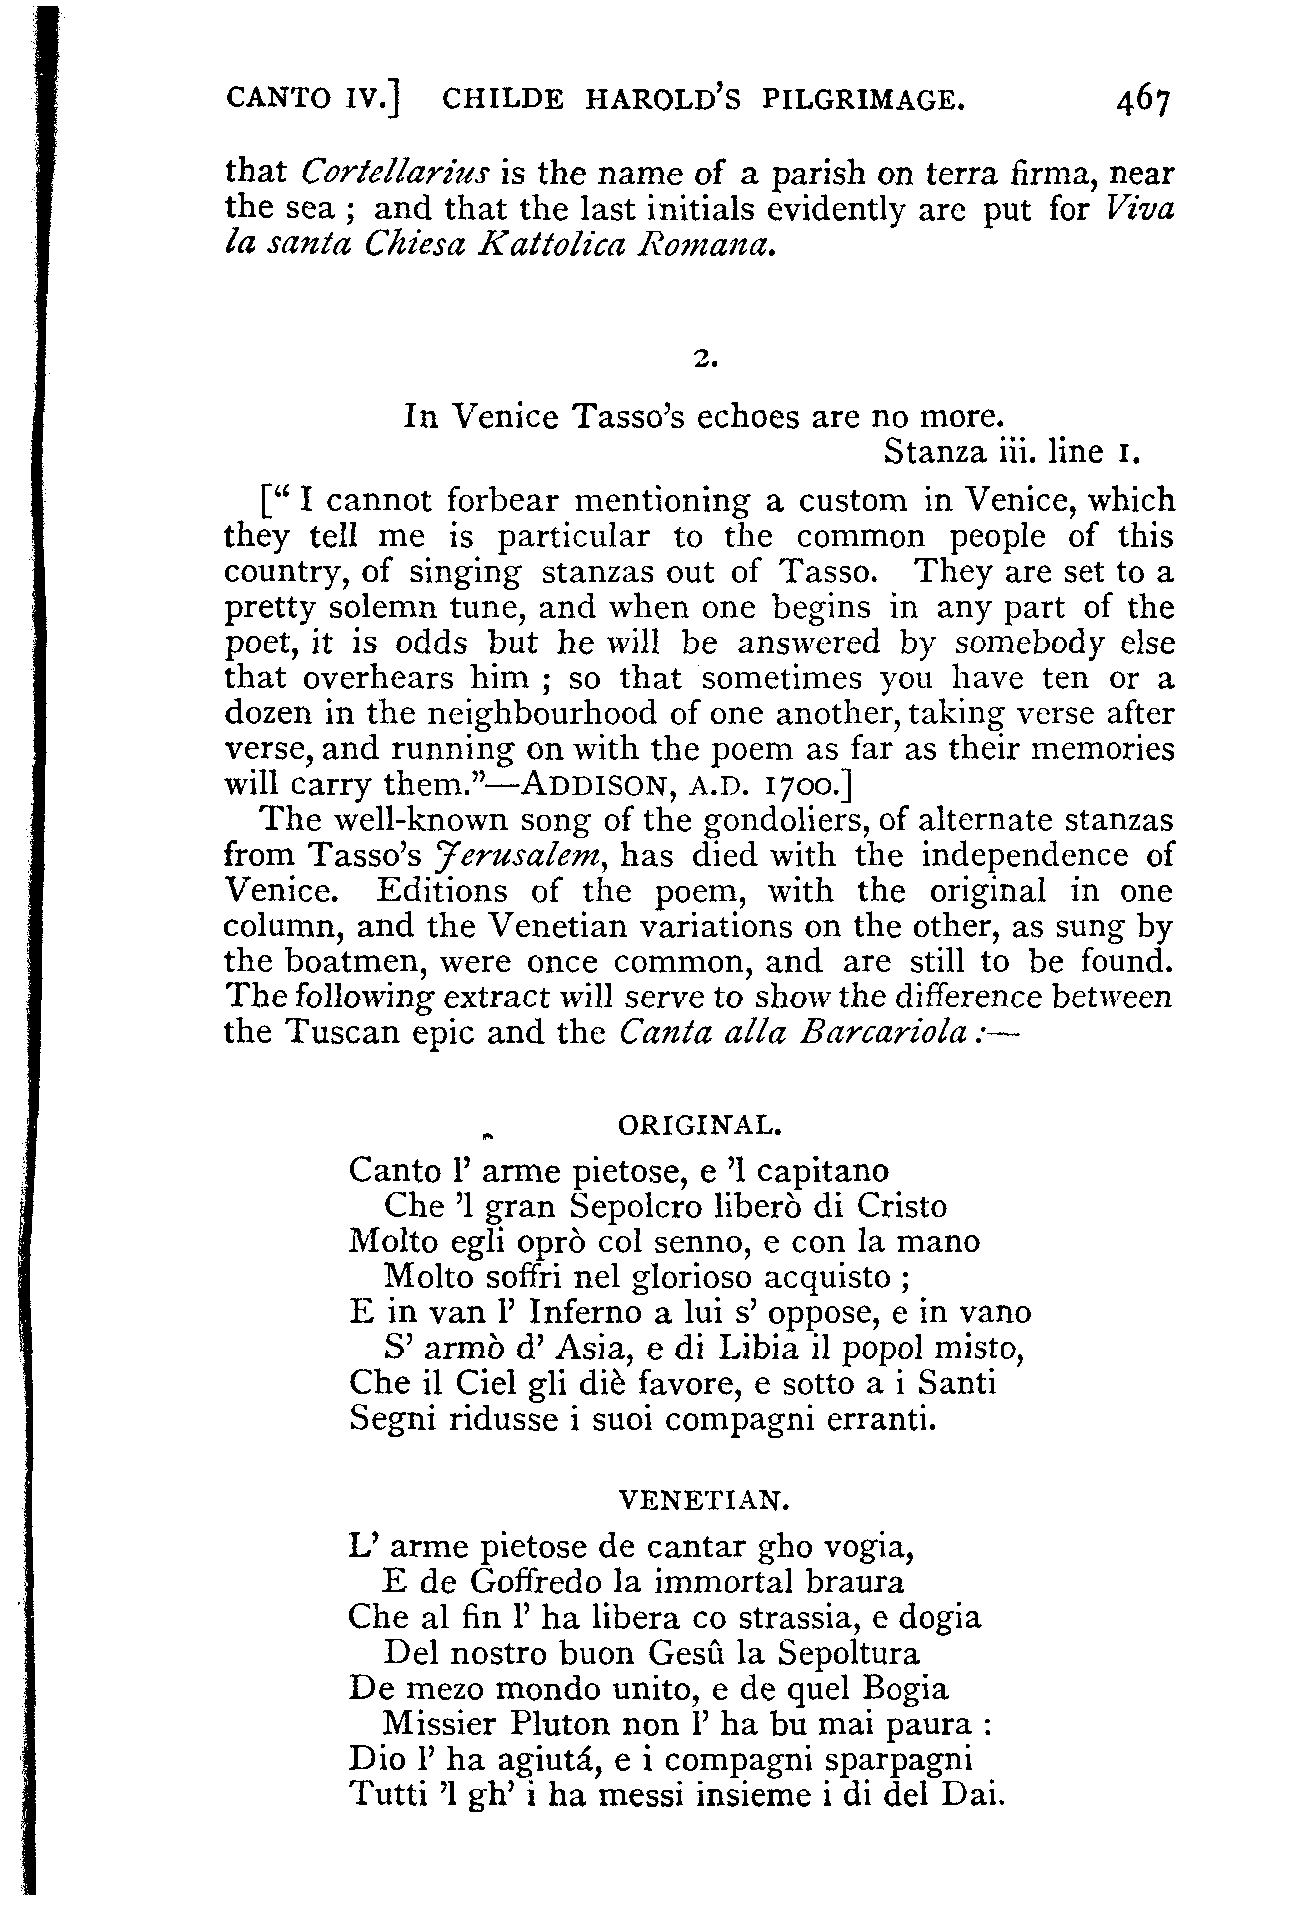 CANTO IV.] CHILDE HAROLD'S PILGRIMAGE. 467
that Cortellarius is the name of a parish on terra firma, near
the sea ; and that the last initials evidently are put for Viva
la santa Chiesa Kattolica Romana.
2.
In Venice Tasso's echoes are no more.
Stanza iii. line 1.
[“ I cannot forbear mentioning a custom in Venice, which
they tell me is particular to the common people of this
country, of singing stanzas out of Tasso. They are set to a
pretty solemn tune, and when one begins in any part of the
poet, it is odds but he will be answered by somebody else
that overhears him ; so that sometimes you have ten or a
dozen in the neighbourhood of one another, taking verse after
verse, and running on with the poem as far as their memories
will carry them.”—ADDISON, A.D. 1700.]
The well-known song of the gondoliers, of alternate stanzas
from Tasso's Jerusalem, has died with the independence of
Venice. Editions of the poem, with the original in one
column, and the Venetian variations on the other, as sung by
the boatmen, were once common, and are still to be found.
The following extract will serve to show the difference between
the Tuscan epic and the Canta alla Barcariola :—
ORIGINAL.
Canto l' arme pietose, e 'l capitano
Che 'l gran Sepolcro liberò di Cristo
Molto egli oprò col senno, e con la mano
Molto soffri nel glorioso acquisto ;
E in van l' Inferno a lui s' oppose, e in vano
S' armò d' Asia, e di Libia il popol misto,
Che il Ciel gli diè favore, e sotto a i Santi
Segni ridusse i suoi compagni erranti.
VENETIAN.
L' arme pietose de cantar gho vogia,
E de Goffredo la immortal braura
Che al fin l' ha libera co strassia, e dogia
Del nostro buon Gesû la Sepoltura
De mezo mondo unito, e de quel Bogia
Missier Pluton non l' ha bu mai paura :
Dio l' ha agiutá, e i compagni sparpagni
Tutti 'l gh' i ha messi insieme i di del Dai.